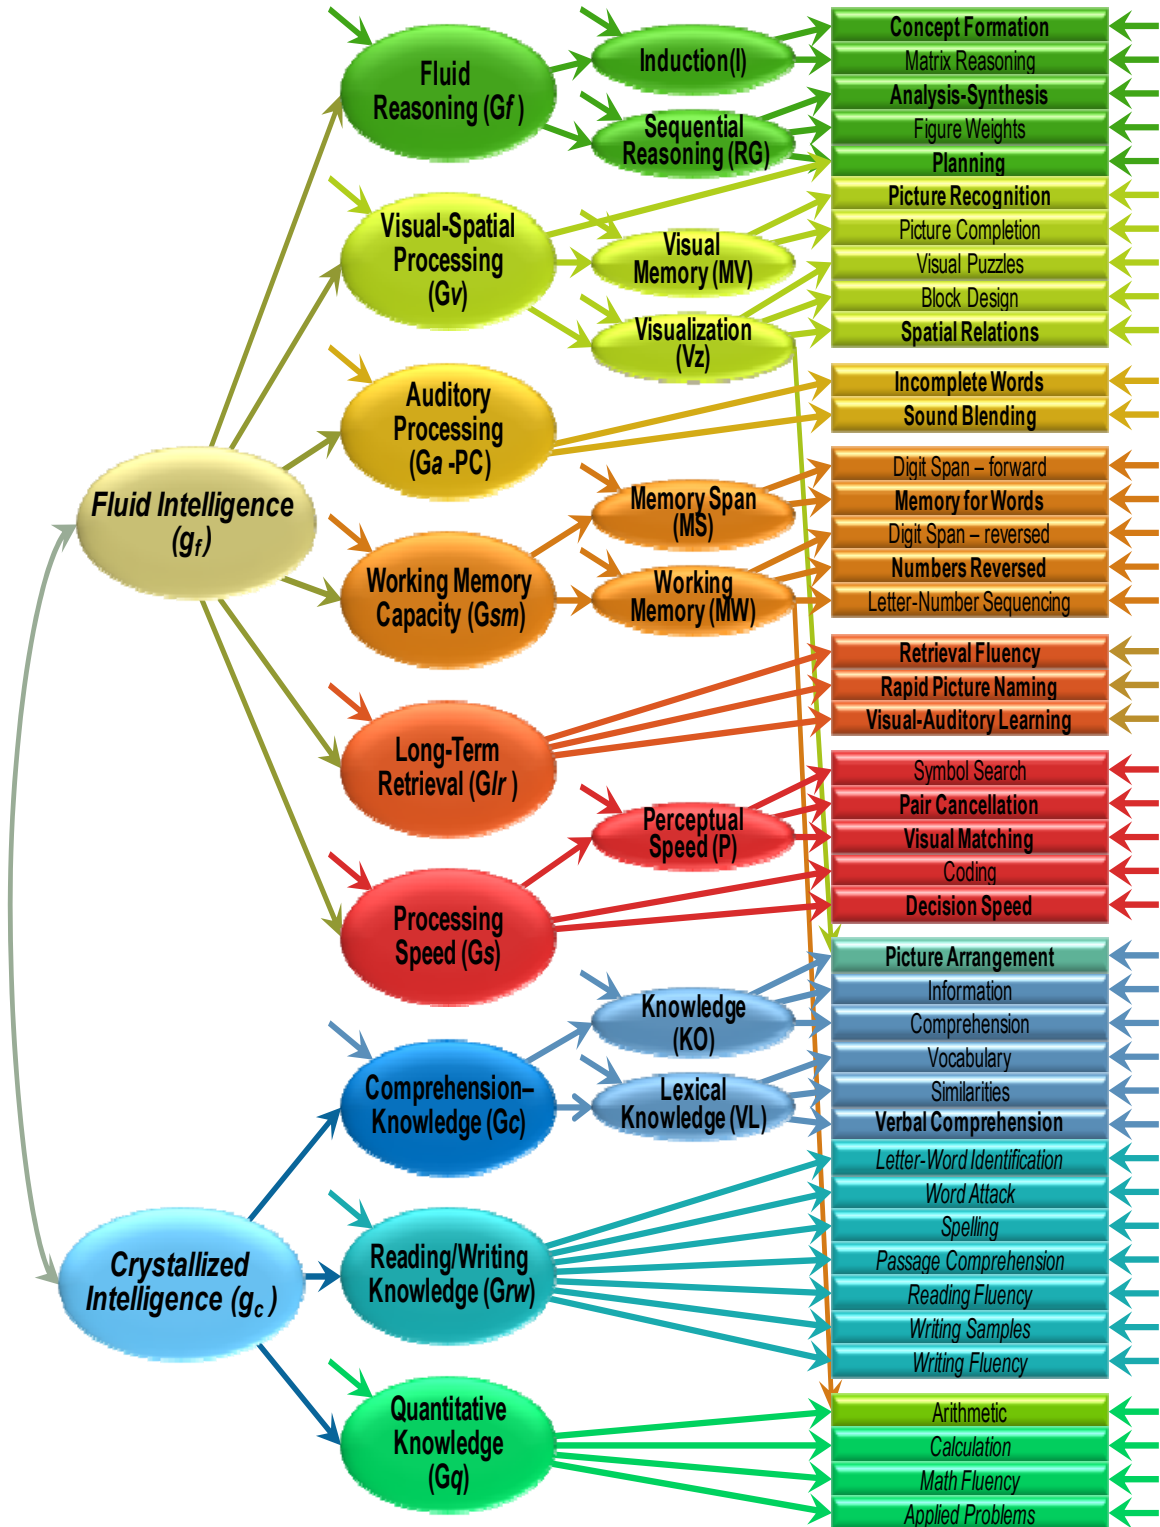 Fluid Intelligence
(gf)
Crystallized
Intelligence (gc)
Fluid
Reasoning (Gf)
Visual-Spatial
Processing
(Gv)
Auditory
Processing
(Ga -PC)
Working Memory
Capacity (Gsm)
Long-Term
Retrieval (Glr)
Processing
Speed (Gs)
Comprehension–
Knowledge (Gc)
Reading/Writing
Knowledge (Grw)
Quantitative
Knowledge
(Gq)
Induction(I)
Sequential
Reasoning (RG)
Visual
Memory (MV)
Visualization
(Vz)
Memory Span
(MS)
Working
Memory (MW)
Perceptual
Speed (P)
Knowledge
(KO)
Lexical
Knowledge (VL)
Concept Formation
Matrix Reasoning
Analysis-Synthesis
Figure Weights
Planning
Picture Recognition
Picture Completion
Visual Puzzles
Block Design
Spatial Relations
Incomplete Words
Sound Blending
Digit Span – forward
Memory for Words
Digit Span – reversed
Numbers Reversed
Letter-Number Sequencing
Retrieval Fluency
Rapid Picture Naming
Visual-Auditory Learning
Symbol Search
Pair Cancellation
Visual Matching
Coding
Decision Speed
Picture Arrangement
Information
Comprehension
Vocabulary
Similarities
Verbal Comprehension
Letter-Word Identification
Word Attack
Spelling
Passage Comprehension
Reading Fluency
Writing Samples
Writing Fluency
Arithmetic
Calculation
Math Fluency
Applied Problems